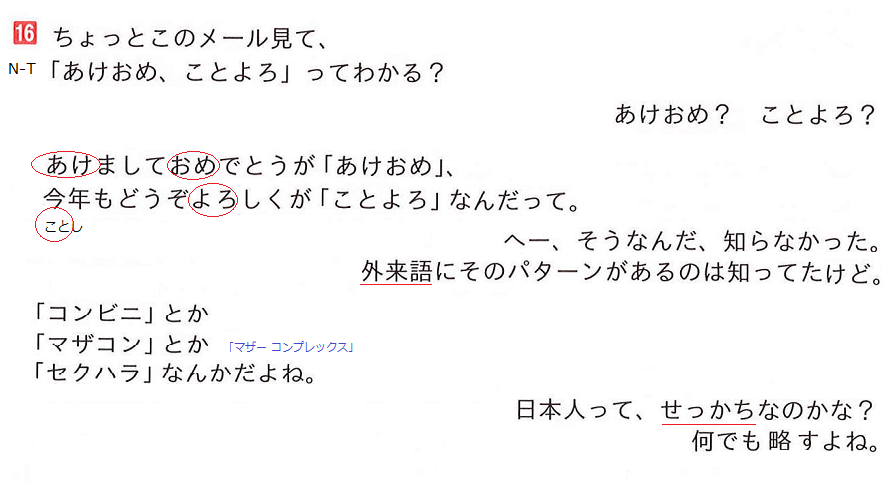 16 ちょっとこのメール見て、
N-T 「あけおめ、ことよろ」ってわかる？
あけおめ？　ことよろ？
あけましておめでとうが「あけおめ」、
今年もどうぞよろしくが「ことよろ」なんだって。
ことし
へー、そうなんだ、知らなかった。
外来語にそのパターンがあるのは知ってたけど。
「コンビニ」とか
「マザコン」とか 「マザー コンプレックス」
「セクハラ」なんかだよね。
日本人って、せっかちなのかな？
何でも略すよね。